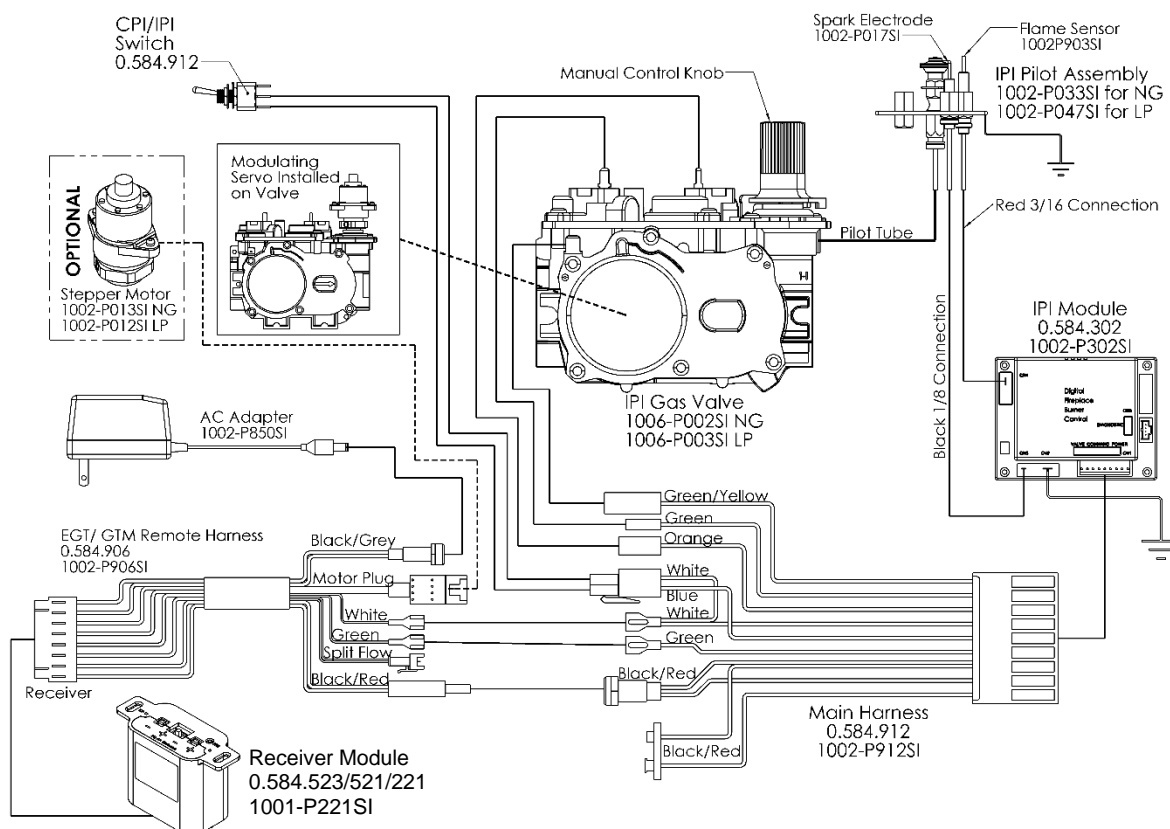 CPI/IPI
Switch
0.584.912
Spark Electrode
1002-P017SI
Flame Sensor
1002P903SI
IPI Pilot Assembly
1002-P033SI for NG
1002-P047SI for LP
Manual Control Knob
Modulating
Servo Installed
on Valve
OPTIONAL
Stepper Motor
1002-P013SI NG
1002-P012SI LP
Red 3/16 Connection
Pilot Tube
IPI Module
0.584.302
1002-P302SI
Digital
Fireplace
Burner
Control
VALVE COMMAND POWER
Black 1/8 Connection
IPI Gas Valve
1006-P002SI NG
1006-P003SI LP
AC Adapter
1002-P850SI
Green/Yellow
Green
Orange
White
Blue
White
Green
Black/Red
Black/Red
EGT/ GTM Remote Harness
0.584.906
1002-P906SI
Black/Grey
Motor Plug
White
Green
Split Flow
Black/Red
Receiver
Main Harness
0.584.912
1002-P912SI
Receiver Module
0.584.523/521/221
1001-P221SI